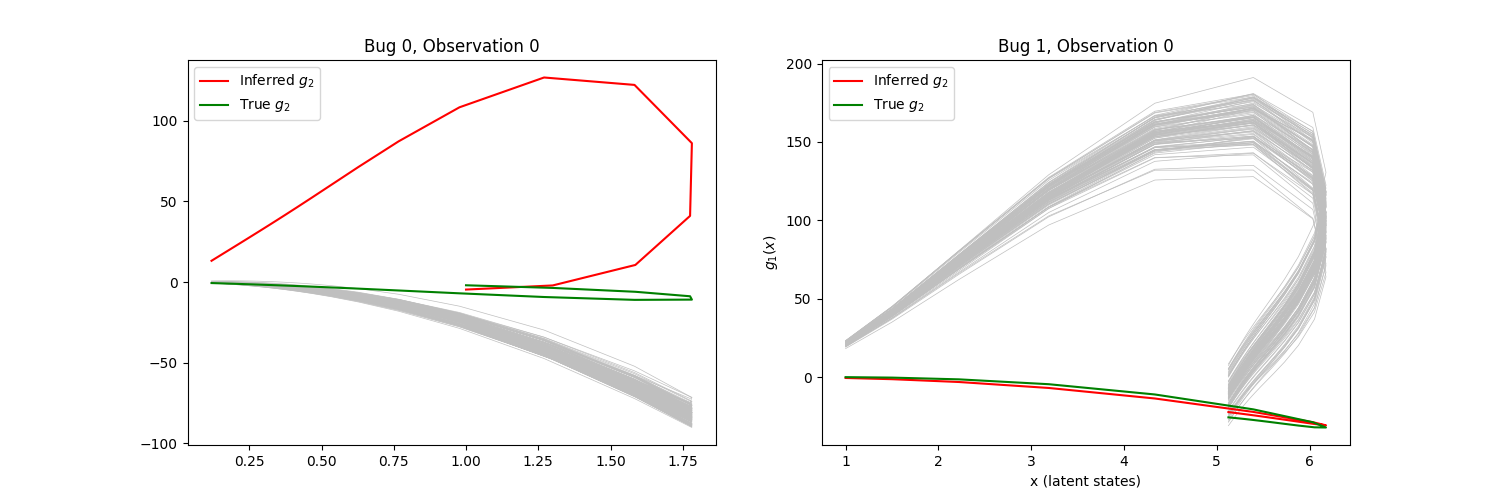 Bug 0, Observation 0
Inferred g₂
True g₂
100
50
0
−50
−100
0.25 0.50 0.75 1.00 1.25 1.50 1.75
Bug 1, Observation 0
Inferred g₂
True g₂
200
150
100
50
0
g₁(x)
1 2 3 4 5 6
x (latent states)